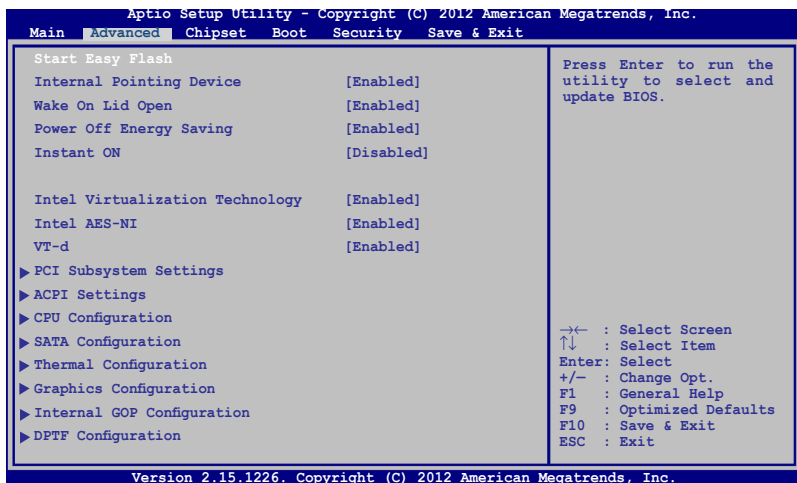 Aptio Setup Utility - Copyright (C) 2012 American Megatrends, Inc.
Main Advanced Chipset Boot Security Save & Exit
Start Easy Flash
Internal Pointing Device [Enabled]
Wake On Lid Open [Enabled]
Power Off Energy Saving [Enabled]
Instant ON [Disabled]
Intel Virtualization Technology [Enabled]
Intel AES-NI [Enabled]
VT-d [Enabled]
PCI Subsystem Settings
ACPI Settings
CPU Configuration
SATA Configuration
Thermal Configuration
Graphics Configuration
Internal GOP Configuration
DPTF Configuration
Press Enter to run the
utility to select and
update BIOS.
→← : Select Screen
↑↓ : Select Item
Enter: Select
+/— : Change Opt.
F1 : General Help
F9 : Optimized Defaults
F10 : Save & Exit
ESC : Exit
Version 2.15.1226. Copyright (C) 2012 American Megatrends, Inc.